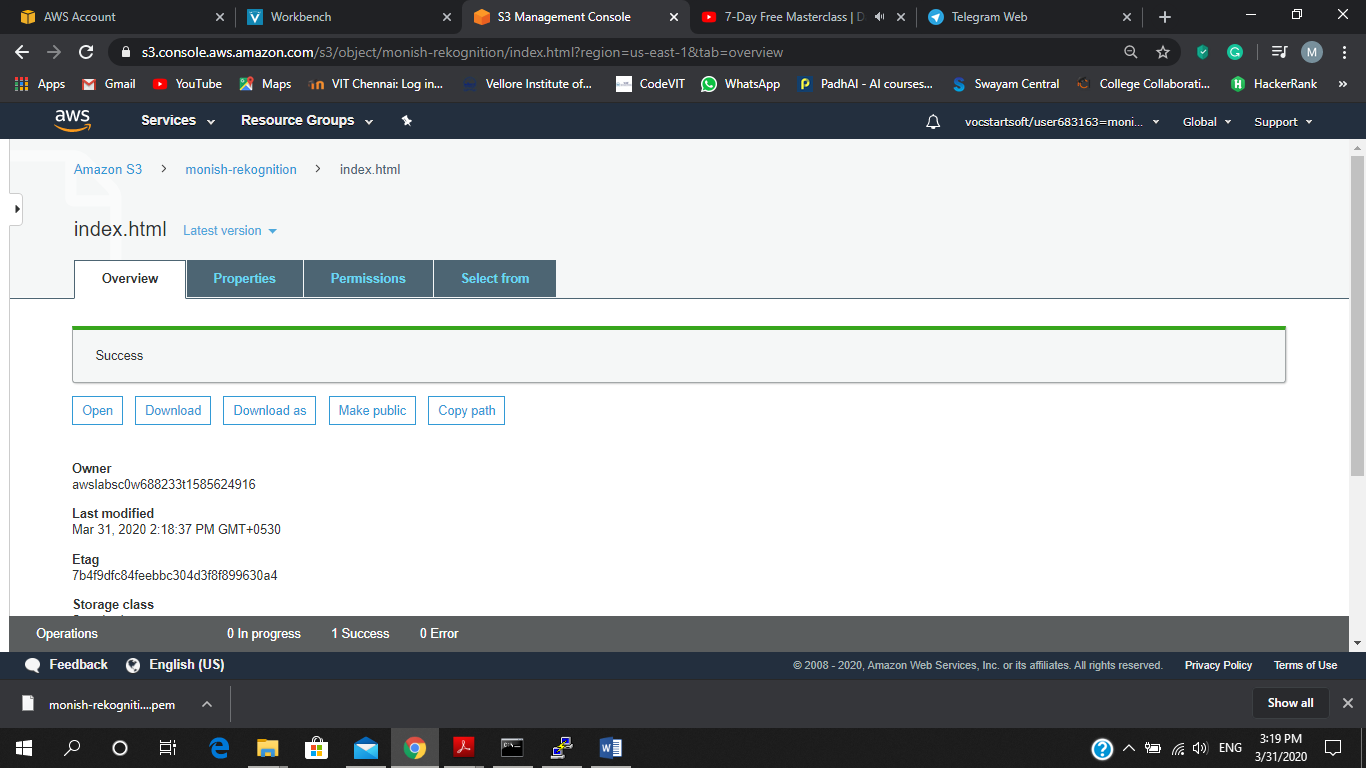 AWS Account
Workbench
S3 Management Console
7-Day Free Masterclass | D
Telegram Web
s3.console.aws.amazon.com/s3/object/monish-rekognition/index.html?region=us-east-1&tab=overview
M
Apps
Gmail
YouTube
Maps
VIT Chennai: Log in...
Vellore Institute of...
CodeVIT
WhatsApp
PadhAI - AI courses...
Swayam Central
College Collaborati...
HackerRank
aws
Services
Resource Groups
vocstartsoft/user683163=moni...
Global
Support
Amazon S3
monish-rekognition
index.html
index.html
Latest version
Overview
Properties
Permissions
Select from
Success
Open
Download
Download as
Make public
Copy path
Owner
awslabsc0w688233t1585624916
Last modified
Mar 31, 2020 2:18:37 PM GMT+0530
Etag
7b4f9dfc84feebbc304d3f8f899630a4
Storage class
Operations
0 In progress
1 Success
0 Error
Feedback
English (US)
© 2008 - 2020, Amazon Web Services, Inc. or its affiliates. All rights reserved.
Privacy Policy
Terms of Use
monish-rekogniti....pem
Show all
ENG
3:19 PM
3/31/2020